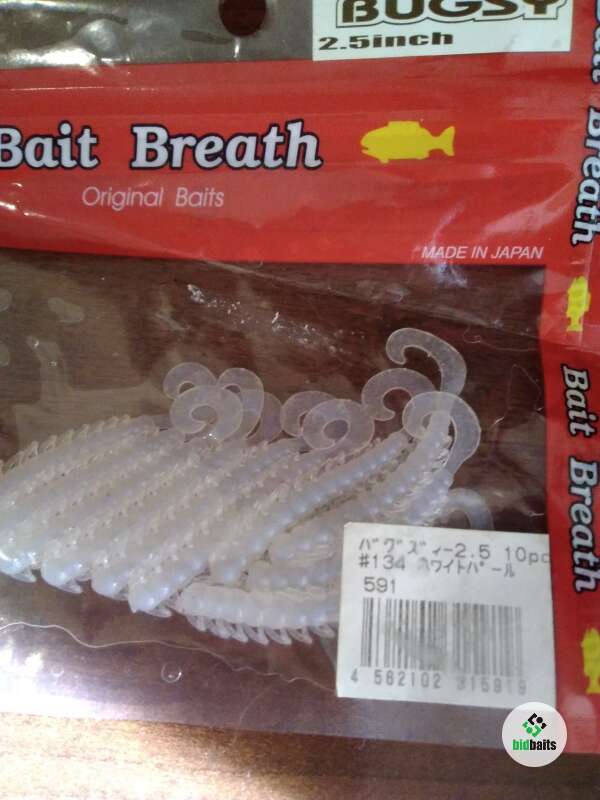 BUGSY
2.5inch
Bait Breath
Original Baits
MADE IN JAPAN
Bait Breath
Bait Breath
ﾊﾞｸﾞｽﾞｨｰ2.5 10pc
#134 ﾎﾜｲﾄﾊﾟｰﾙ
591
4 562102 315919
bidbaits